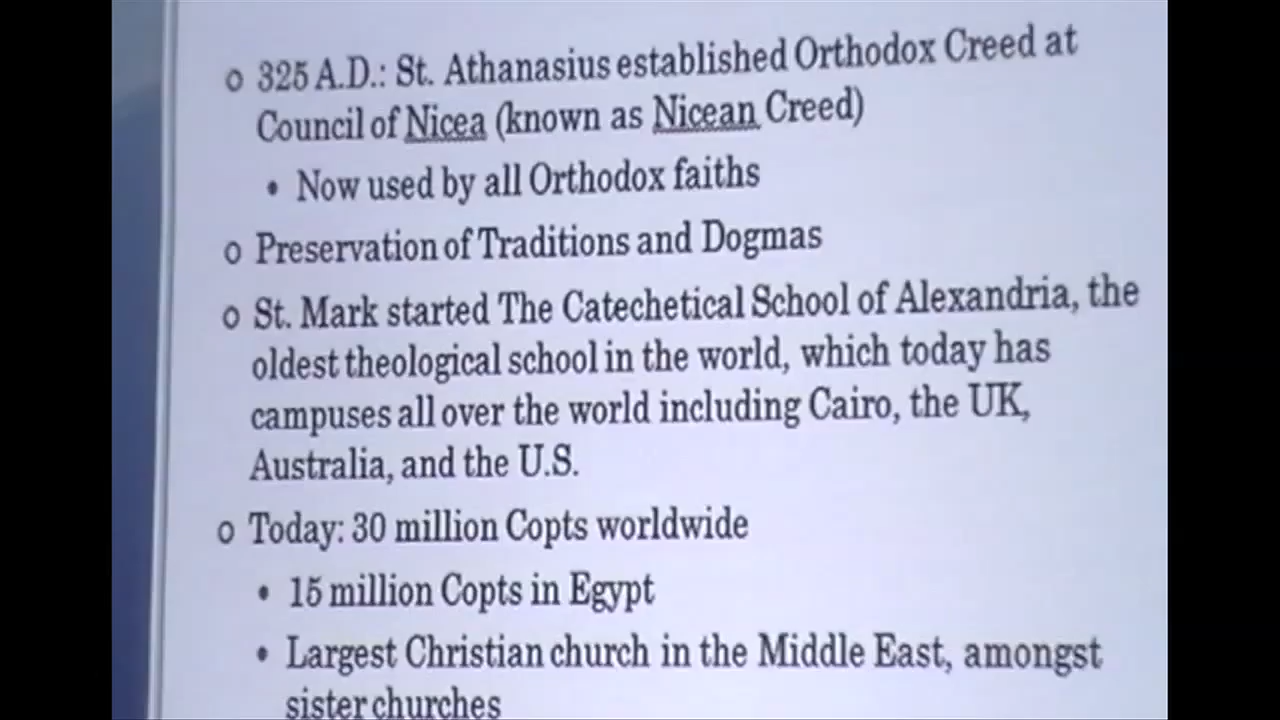 o 325 A.D.: St. Athanasius established Orthodox Creed at
Council of Nicea (known as Nicean Creed)
• Now used by all Orthodox faiths
o Preservation of Traditions and Dogmas
o St. Mark started The Catechetical School of Alexandria, the
oldest theological school in the world, which today has
campuses all over the world including Cairo, the UK,
Australia, and the U.S.
o Today: 30 million Copts worldwide
• 15 million Copts in Egypt
• Largest Christian church in the Middle East, amongst
sister churches